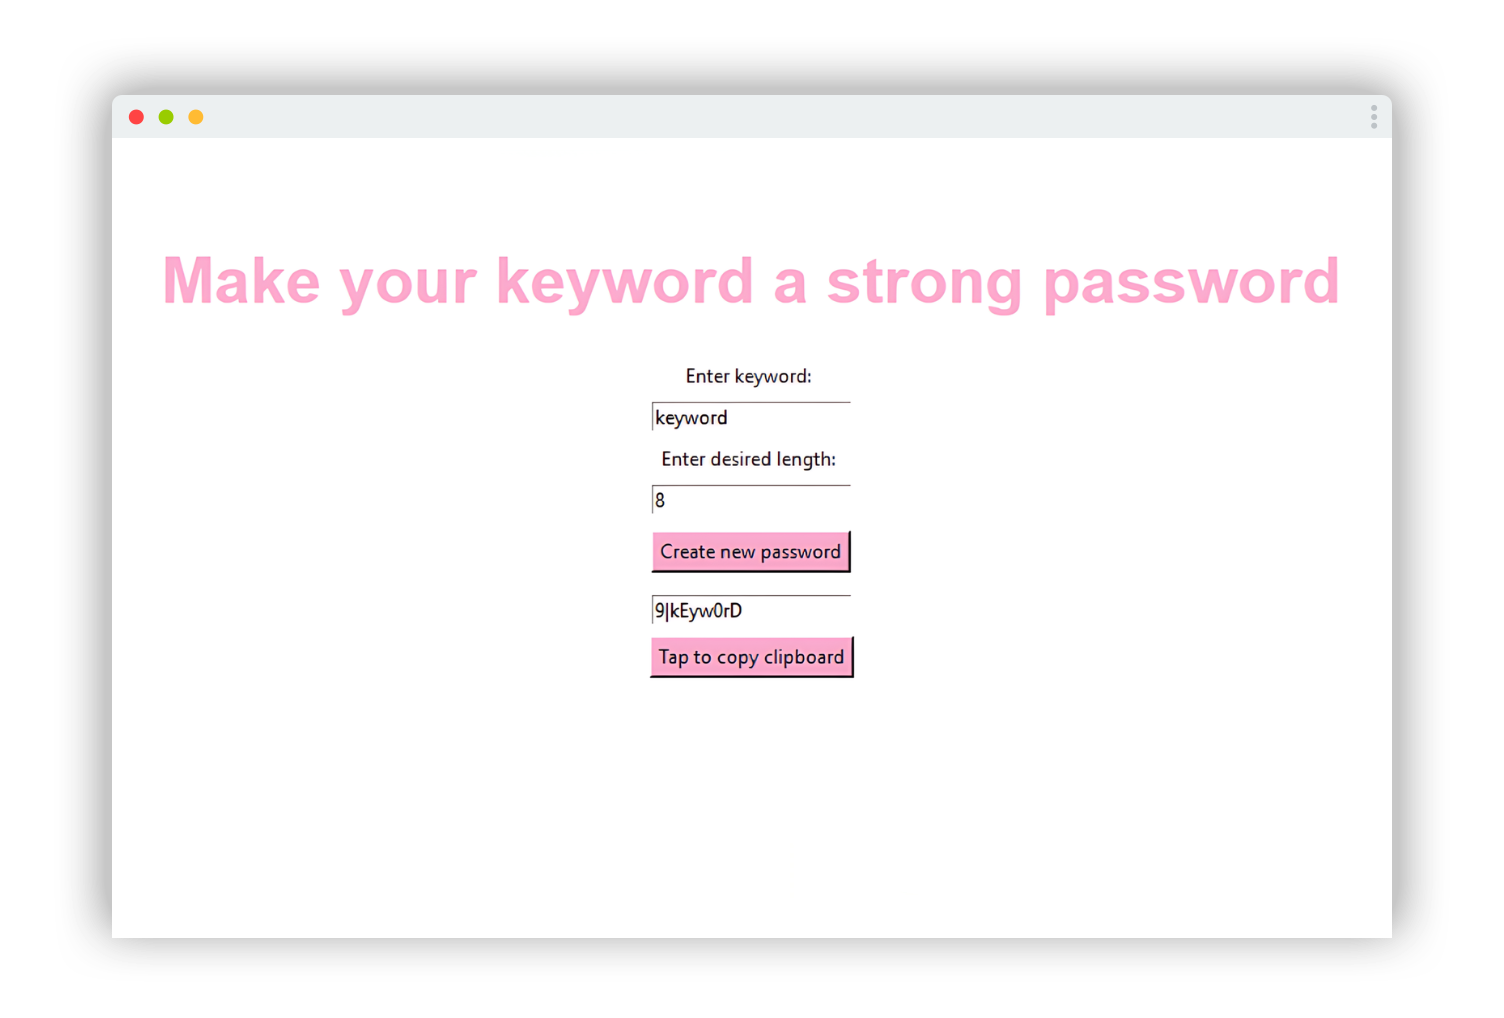 Make your keyword a strong password
Enter keyword:
keyword
Enter desired length:
8
Create new password
9|kEyw0rD
Tap to copy clipboard